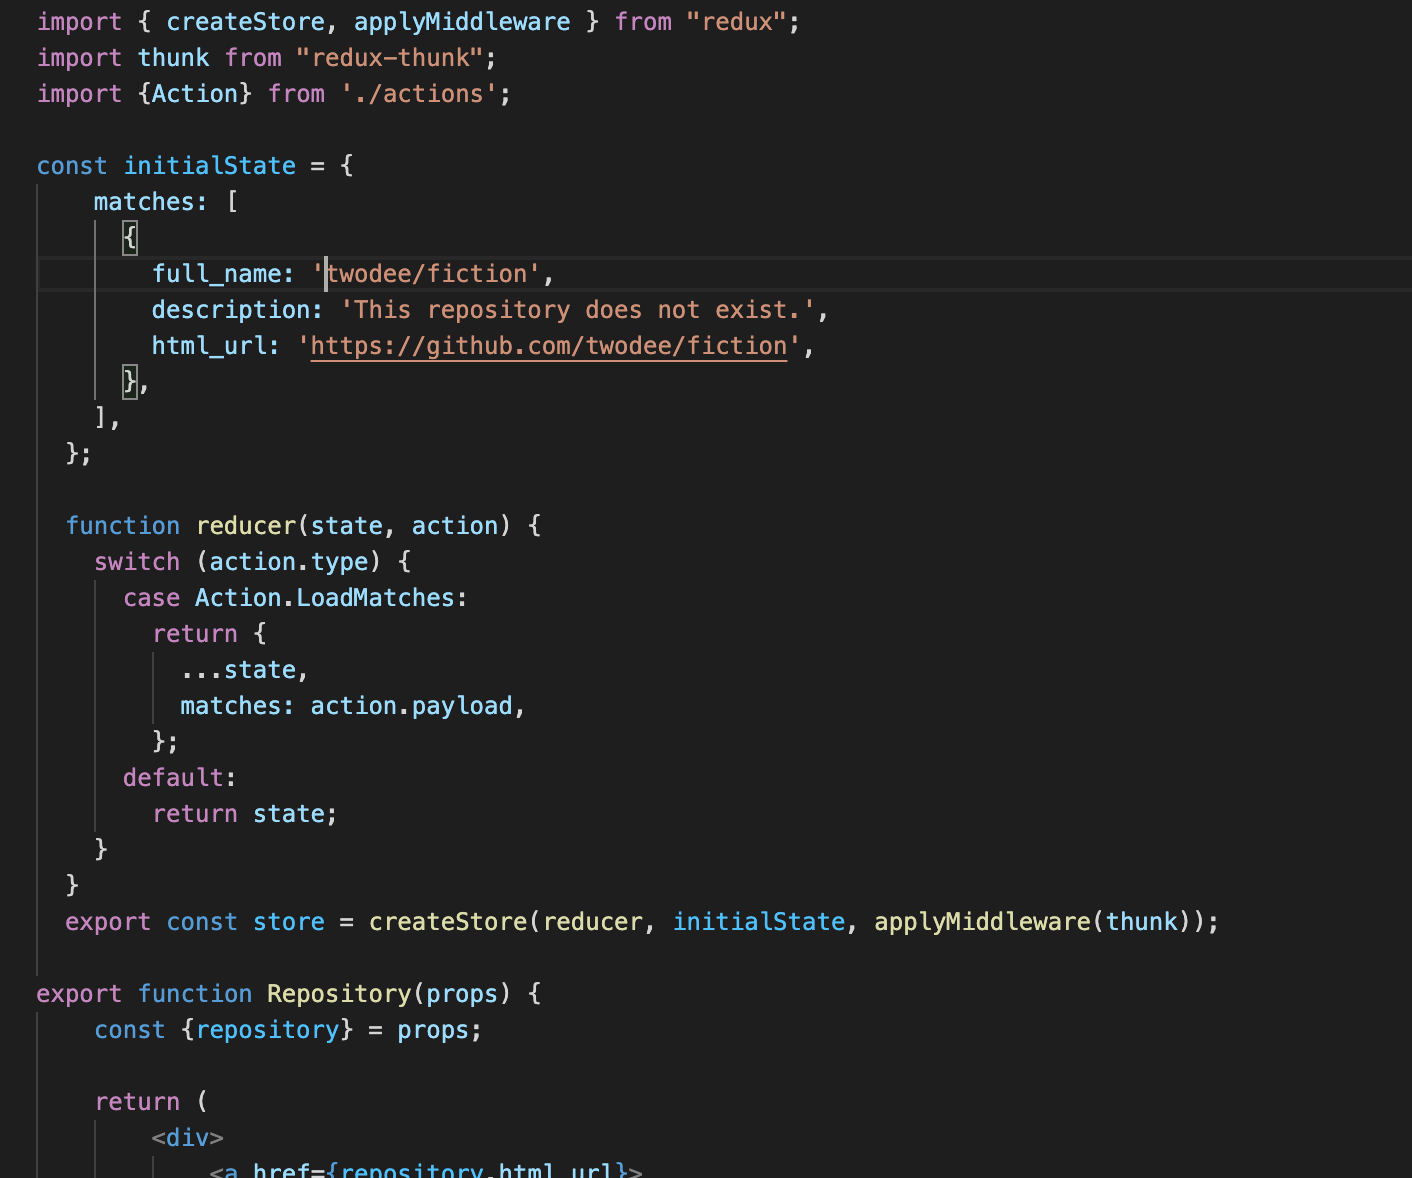 import { createStore, applyMiddleware } from "redux";
import thunk from "redux-thunk";
import {Action} from './actions';

const initialState = {
    matches: [
      {
        full_name: 'twodee/fiction',
        description: 'This repository does not exist.',
        html_url: 'https://github.com/twodee/fiction',
      },
    ],
  };

  function reducer(state, action) {
    switch (action.type) {
      case Action.LoadMatches:
        return {
          ...state,
          matches: action.payload,
        };
      default:
        return state;
    }
  }
  export const store = createStore(reducer, initialState, applyMiddleware(thunk));

export function Repository(props) {
    const {repository} = props;

    return (
        <div>
            <a href={repository.html_url}>